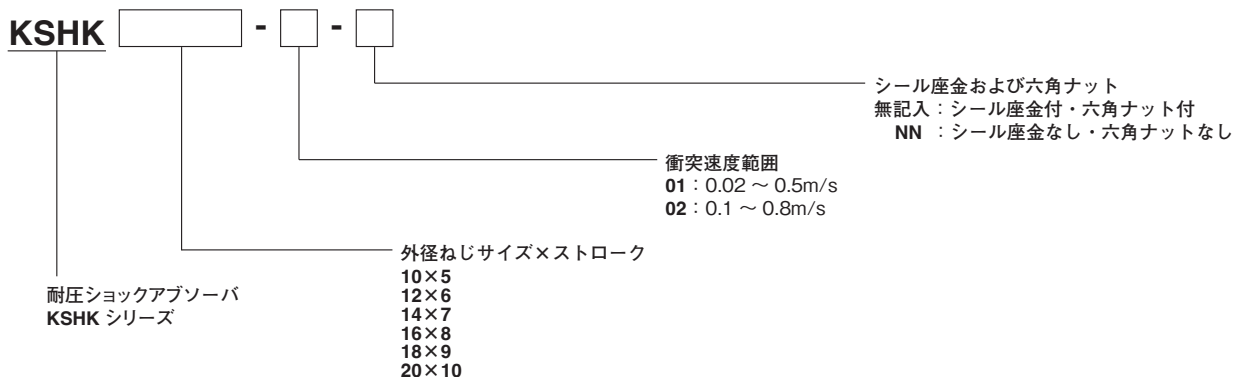 KSHK - -
シール座金および六角ナット
無記入：シール座金付・六角ナット付
NN ：シール座金なし・六角ナットなし
衝突速度範囲
01：0.02 ～ 0.5m/s
02：0.1 ～ 0.8m/s
外径ねじサイズ×ストローク
10×5
12×6
14×7
16×8
18×9
20×10
耐圧ショックアブソーバ
KSHK シリーズ